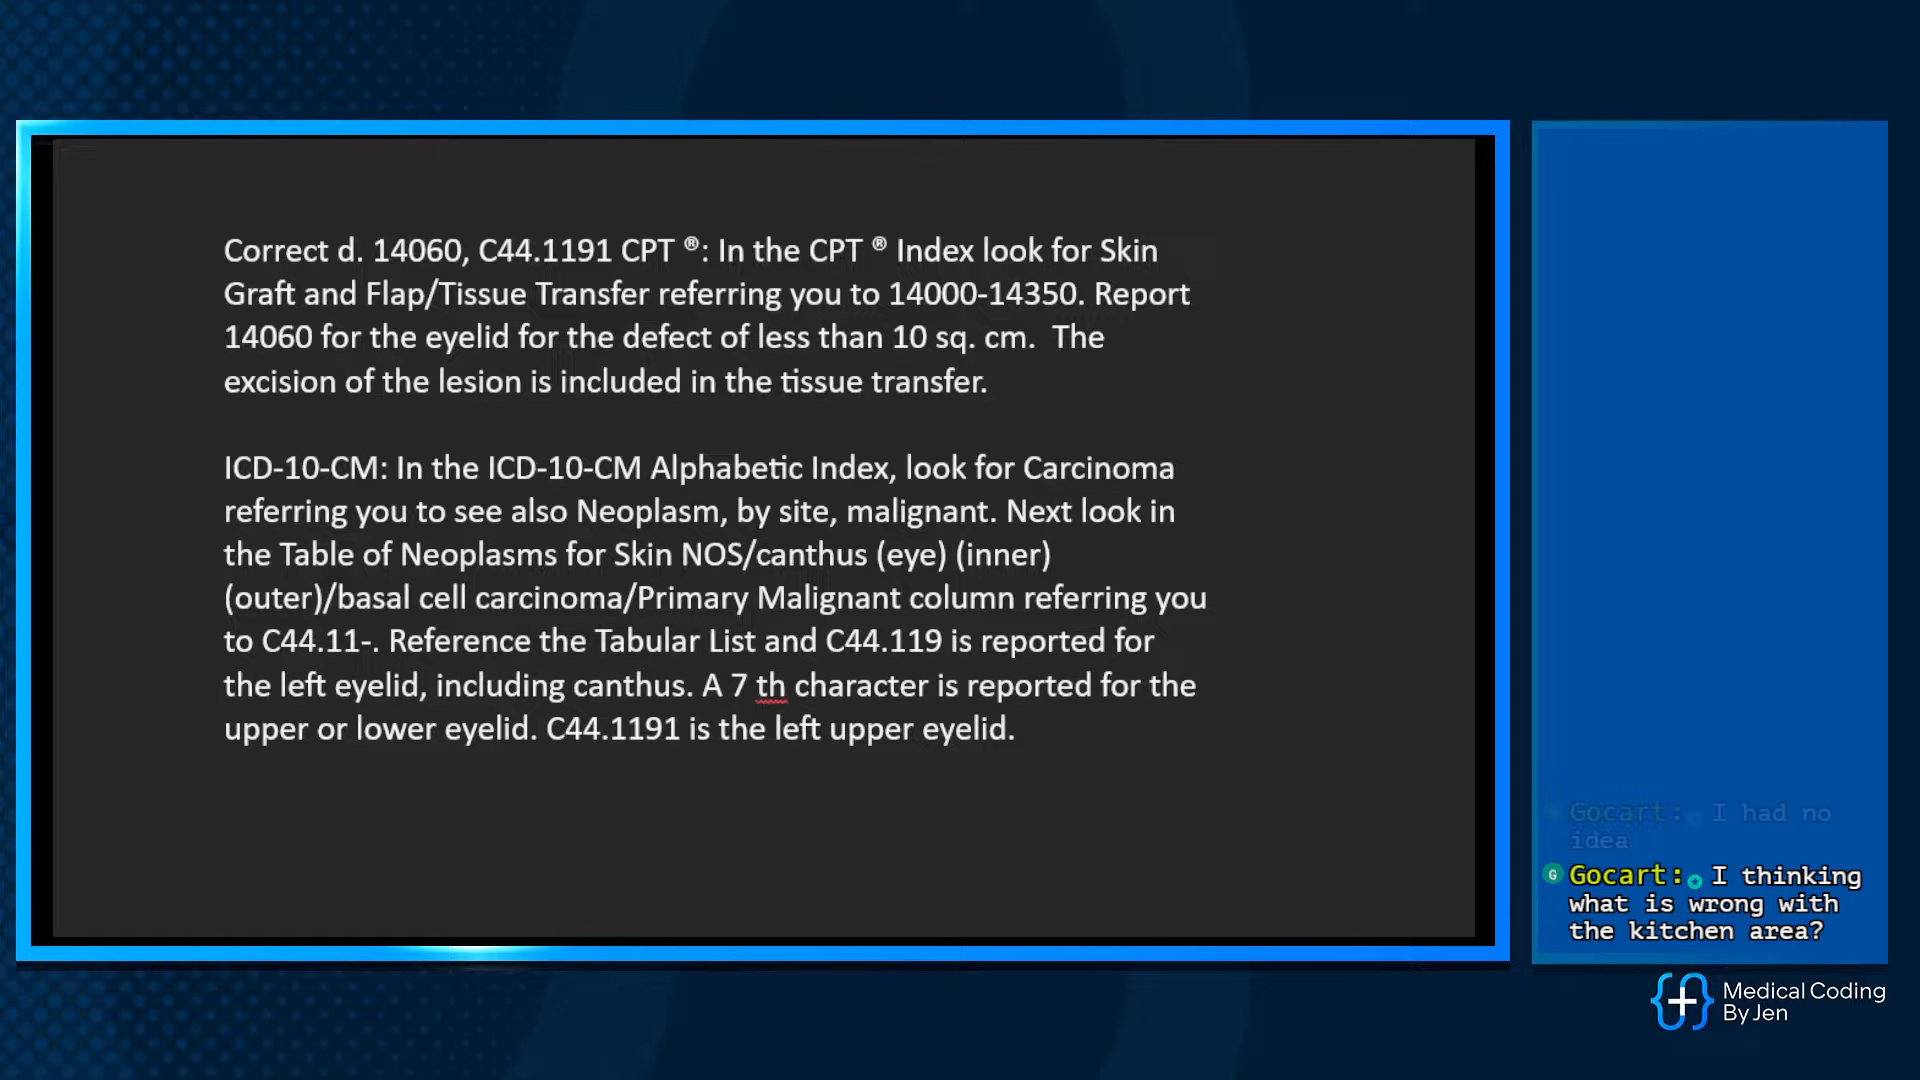 Correct d. 14060, C44.1191 CPT ®: In the CPT ® Index look for Skin
Graft and Flap/Tissue Transfer referring you to 14000-14350. Report
14060 for the eyelid for the defect of less than 10 sq. cm.  The
excision of the lesion is included in the tissue transfer.
ICD-10-CM: In the ICD-10-CM Alphabetic Index, look for Carcinoma
referring you to see also Neoplasm, by site, malignant. Next look in
the Table of Neoplasms for Skin NOS/canthus (eye) (inner)
(outer)/basal cell carcinoma/Primary Malignant column referring you
to C44.11-. Reference the Tabular List and C44.119 is reported for
the left eyelid, including canthus. A 7 th character is reported for the
upper or lower eyelid. C44.1191 is the left upper eyelid.
Gocart: I had no
idea
G Gocart: I thinking
what is wrong with
the kitchen area?
Medical Coding
By Jen